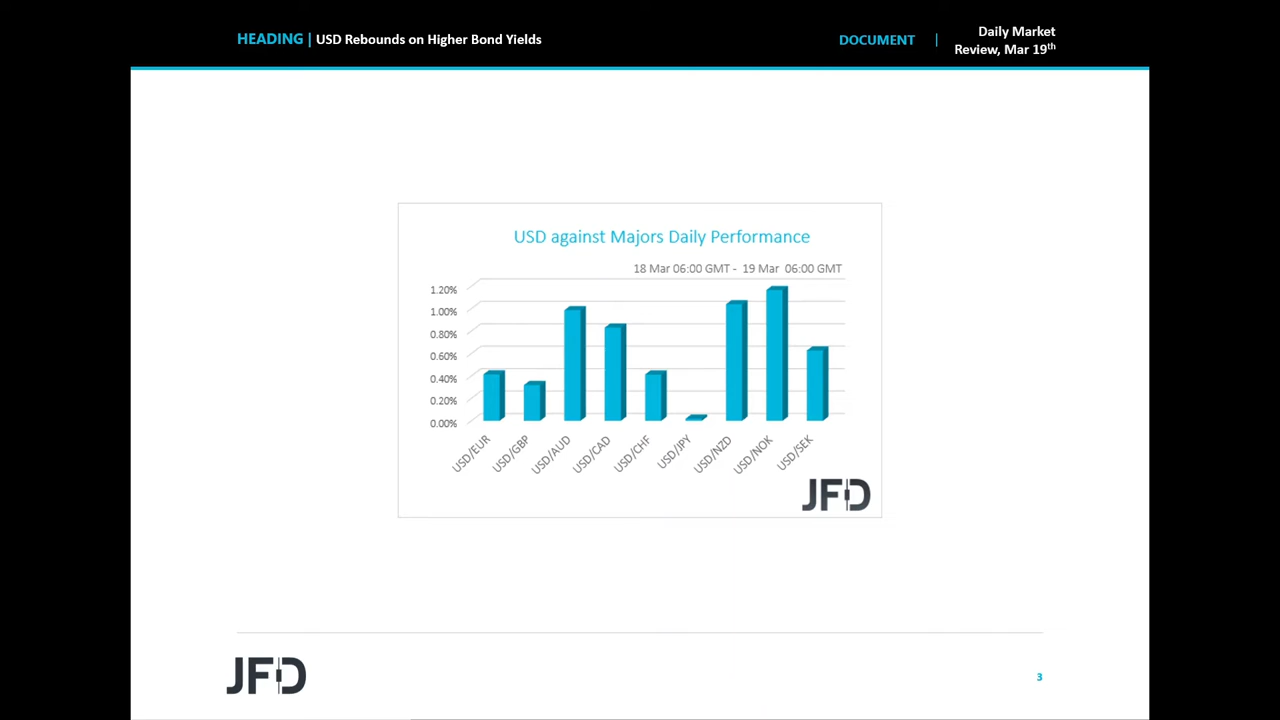 HEADING | USD Rebounds on Higher Bond Yields
DOCUMENT |
Daily Market
Review, Mar 19th
USD against Majors Daily Performance
18 Mar 06:00 GMT - 19 Mar 06:00 GMT
1.20%
1.00%
0.80%
0.60%
0.40%
0.20%
0.00%
USD/EUR
USD/GBP
USD/AUD
USD/CAD
USD/CHF
USD/JPY
USD/NZD
USD/NOK
USD/SEK
JFD
JFD
3